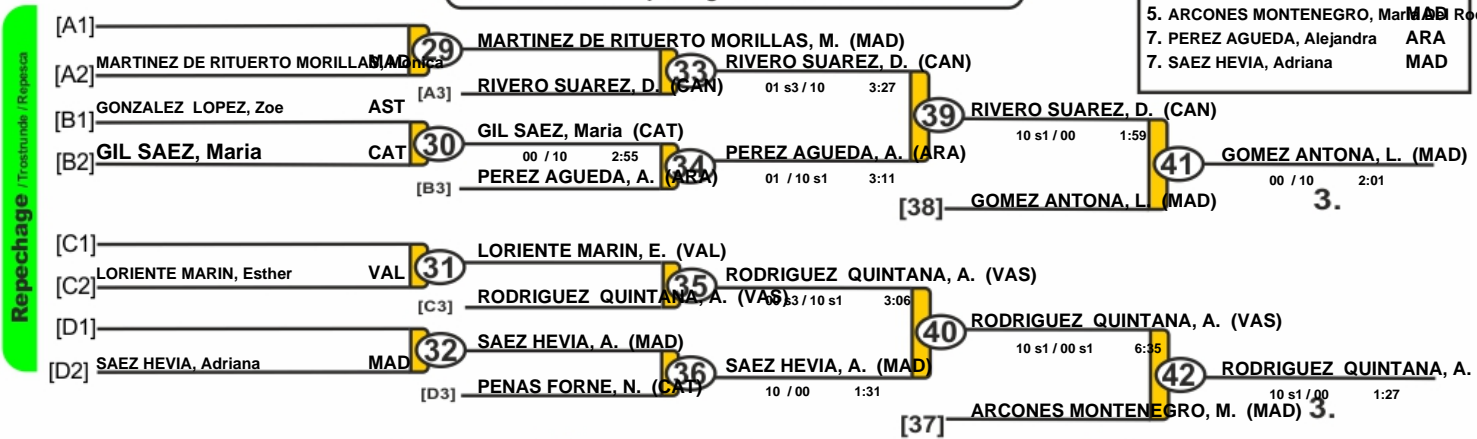 5. ARCONES MONTENEGRO, Maria Del Ro MAD
7. PEREZ AGUEDA, Alejandra ARA
7. SAEZ HEVIA, Adriana MAD
Repechage / Trostrunde / Repesca
[A1]
[A2] MARTINEZ DE RITUERTO MORILLAS, Monica MAD
29 MARTINEZ DE RITUERTO MORILLAS, M. (MAD)
[A3] RIVERO SUAREZ, D. (CAN)
33 RIVERO SUAREZ, D. (CAN)
01 s3 / 10 3:27
[B1] GONZALEZ LOPEZ, Zoe AST
[B2] GIL SAEZ, Maria CAT
30 GIL SAEZ, Maria (CAT)
00 / 10 2:55
[B3] PEREZ AGUEDA, A. (ARA)
34 PEREZ AGUEDA, A. (ARA)
01 / 10 s1 3:11
39 RIVERO SUAREZ, D. (CAN)
10 s1 / 00 1:59
[38] GOMEZ ANTONA, L. (MAD)
41 GOMEZ ANTONA, L. (MAD)
00 / 10 2:01
3.
[C1]
[C2] LORIENTE MARIN, Esther VAL
31 LORIENTE MARIN, E. (VAL)
[C3] RODRIGUEZ QUINTANA, A. (VAS)
35 RODRIGUEZ QUINTANA, A. (VAS)
00 s3 / 10 s1 3:06
[D1]
[D2] SAEZ HEVIA, Adriana MAD
32 SAEZ HEVIA, A. (MAD)
[D3] PENAS FORNE, N. (CAT)
36 SAEZ HEVIA, A. (MAD)
10 / 00 1:31
40 RODRIGUEZ QUINTANA, A. (VAS)
10 s1 / 00 s1 6:35
[37] ARCONES MONTENEGRO, M. (MAD)
42 RODRIGUEZ QUINTANA, A.
10 s1 / 00 1:27
3.